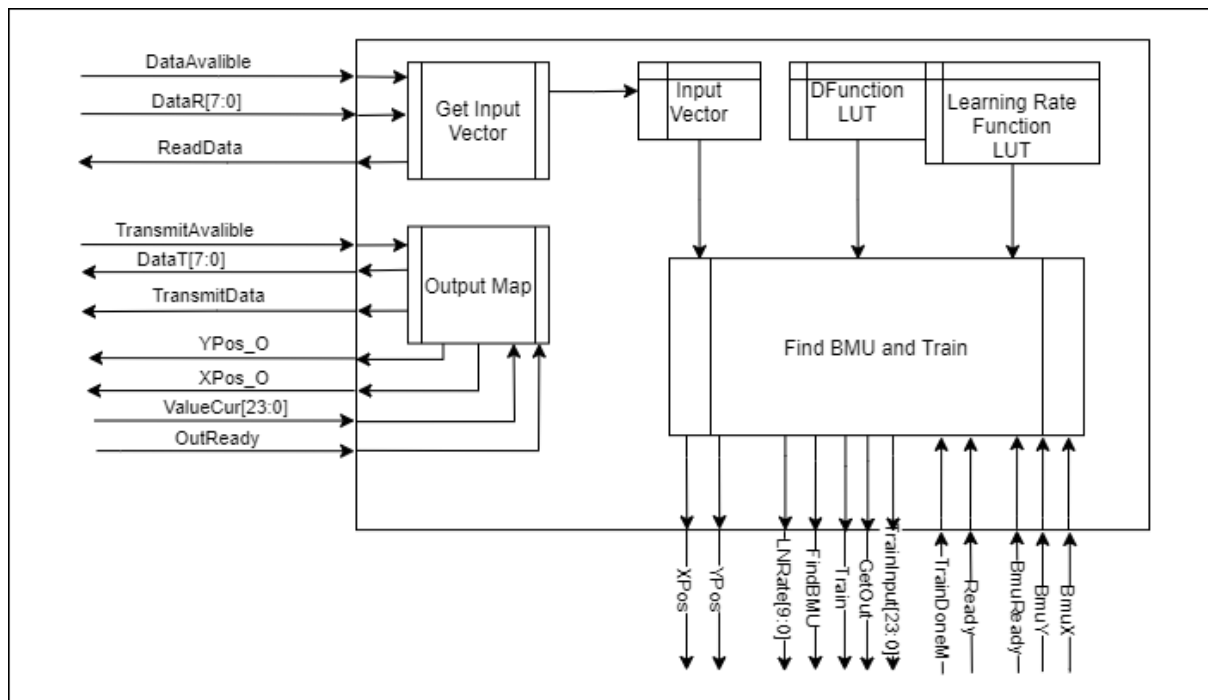 DataAvalible
DataR[7:0]
ReadData
Get Input
Vector
Input
Vector
DFunction
LUT
Learning Rate
Function
LUT
TransmitAvalible
DataT[7:0]
TransmitData
YPos_O
XPos_O
ValueCur[23:0]
OutReady
Output Map
Find BMU and Train
XPos
YPos
LNRate[9:0]
FindBMU
Train
GetOut
TrainInput[23:0]
TrainDoneM
Ready
BmuReady
BmuY
BmuX